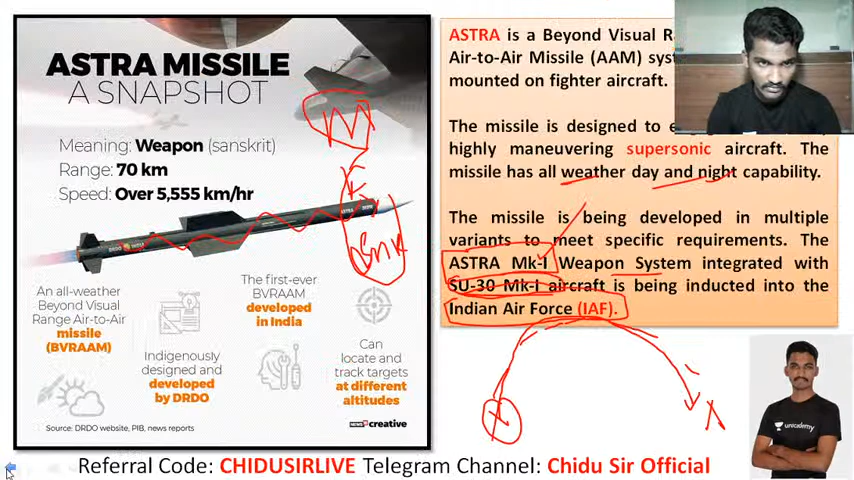 ASTRA MISSILE
A SNAPSHOT
Meaning: Weapon (sanskrit)
Range: 70 km
Speed: Over 5,555 km/hr
An all-weather
Beyond Visual
Range Air-to-Air
missile
(BVRAAM)
Indigenously
designed and
developed
by DRDO
The first-ever
BVRAAM
developed
in India
Can
locate and
track targets
at different
altitudes
Source: DRDO website, PIB, news reports
NEWS creative
ASTRA is a Beyond Visual
Air-to-Air Missile (AAM)
mounted on fighter aircraft.
The missile is designed to
highly maneuvering supersonic aircraft. The
missile has all weather day and night capability.
The missile is being developed in multiple
variants to meet specific requirements. The
ASTRA Mk-I Weapon System integrated with
SU-30 Mk-I aircraft is being inducted into the
Indian Air Force (IAF).
unacademy
Referral Code: CHIDUSIRLIVE Telegram Channel: Chidu Sir Official